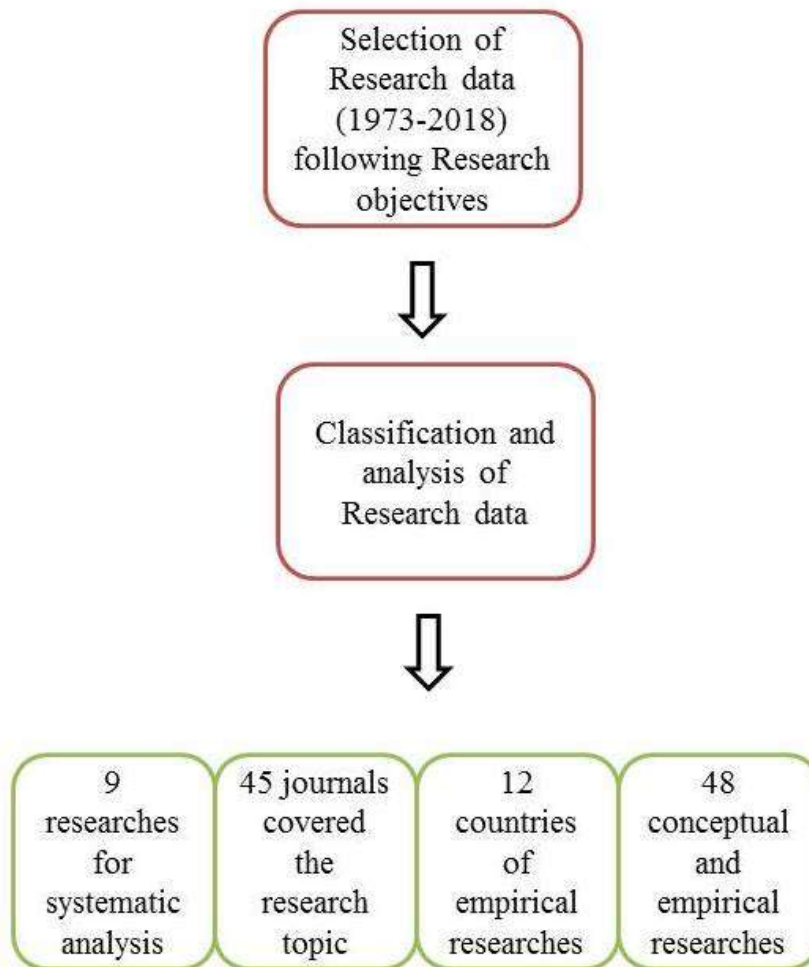 Selection of
Research data
(1973-2018)
following Research
objectives
Classification and
analysis of
Research data
9
researches
for
systematic
analysis
45 journals
covered
the
research
topic
12
countries
of
empirical
researches
48
conceptual
and
empirical
researches